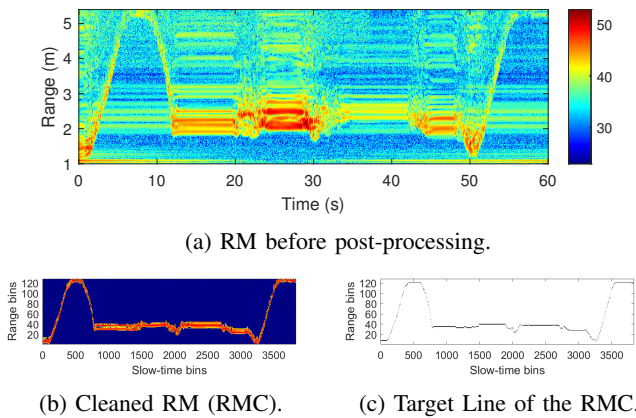 5
4
3
2
1
Range (m)
0 10 20 30 40 50 60
Time (s)
50
40
30
(a) RM before post-processing.
120
100
80
60
40
20
Range bins
0 500 1000 1500 2000 2500 3000 3500
Slow-time bins
(b) Cleaned RM (RMC).
120
100
80
60
40
20
Range bins
0 500 1000 1500 2000 2500 3000 3500
Slow-time bins
(c) Target Line of the RMC.